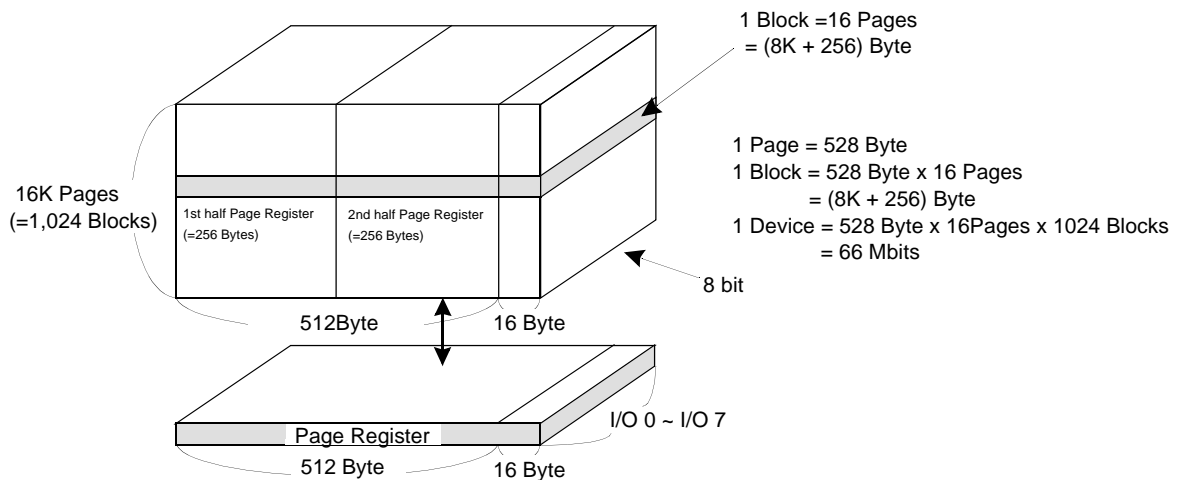 1 Block =16 Pages
= (8K + 256) Byte
1 Page = 528 Byte
1 Block = 528 Byte x 16 Pages
= (8K + 256) Byte
1 Device = 528 Byte x 16Pages x 1024 Blocks
= 66 Mbits
16K Pages
(=1,024 Blocks)
1st half Page Register
(=256 Bytes)
2nd half Page Register
(=256 Bytes)
8 bit
512Byte
16 Byte
I/O 0 ~ I/O 7
Page Register
512 Byte
16 Byte